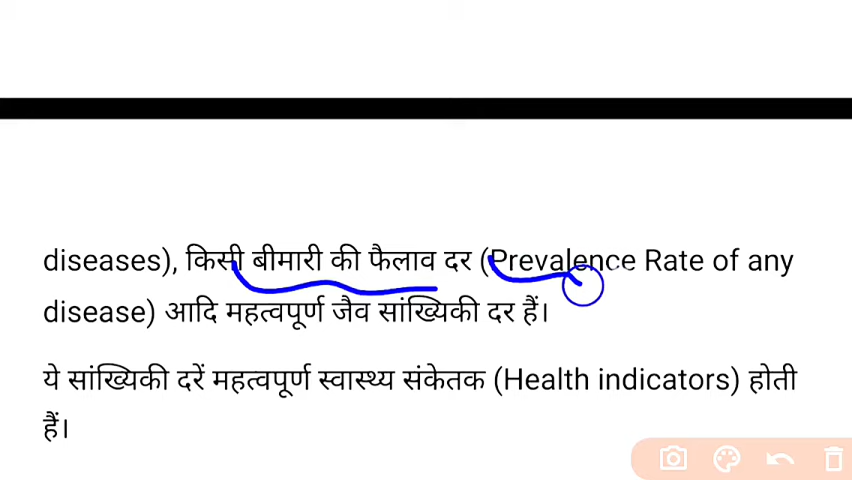 diseases), किसी बीमारी की फैलाव दर (Prevalence Rate of any
disease) आदि महत्वपूर्ण जैव सांख्यिकी दर हैं।
ये सांख्यिकी दरें महत्वपूर्ण स्वास्थ्य संकेतक (Health indicators) होती
हैं।